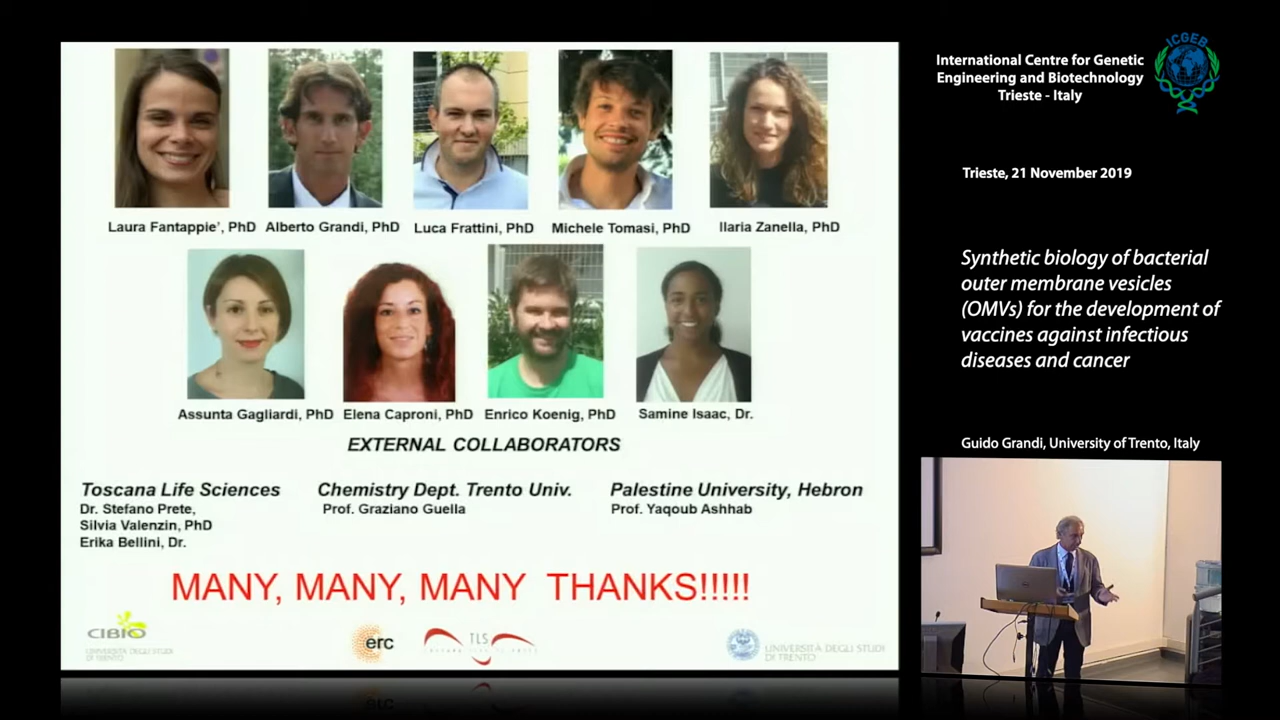 Laura Fantappie', PhD
Alberto Grandi, PhD
Luca Frattini, PhD
Michele Tomasi, PhD
Ilaria Zanella, PhD
Assunta Gagliardi, PhD
Elena Caproni, PhD
Enrico Koenig, PhD
Samine Isaac, Dr.
EXTERNAL COLLABORATORS
Toscana Life Sciences
Dr. Stefano Prete,
Silvia Valenzin, PhD
Erika Bellini, Dr.
Chemistry Dept. Trento Univ.
Prof. Graziano Guella
Palestine University, Hebron
Prof. Yaqoub Ashhab
MANY, MANY, MANY THANKS!!!!!
CIBIO
UNIVERSITÀ DEGLI STUDI
DI TRENTO
erc
TLS
UNIVERSITÀ DEGLI STUDI
DI TRENTO
International Centre for Genetic
Engineering and Biotechnology
Trieste - Italy
ICGEB
Trieste, 21 November 2019
Synthetic biology of bacterial
outer membrane vesicles
(OMVs) for the development of
vaccines against infectious
diseases and cancer
Guido Grandi, University of Trento, Italy